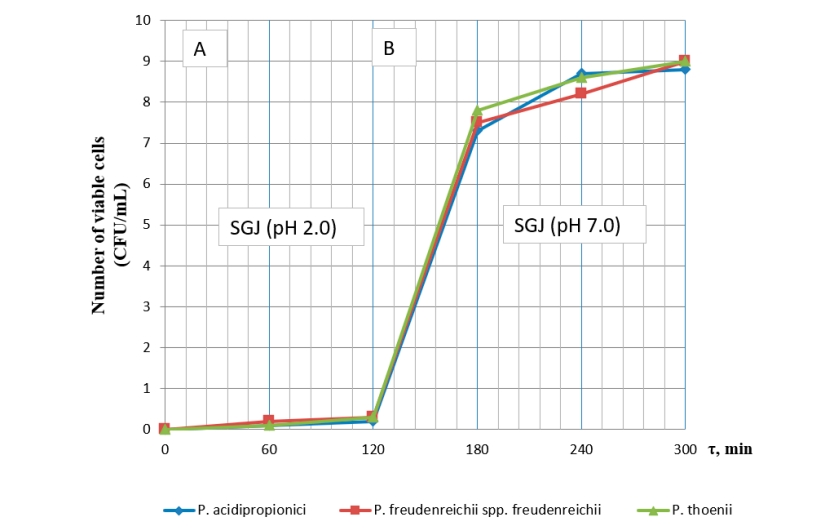 10
A
B
9
8
7
6
5
4
3
2
1
0
Number of viable cells
(CFU/mL)
SGJ (pH 2.0)
SGJ (pH 7.0)
0 60 120 180 240 300 τ, min
P. acidipropionici P. freudenreichii spp. freudenreichii P. thoenii